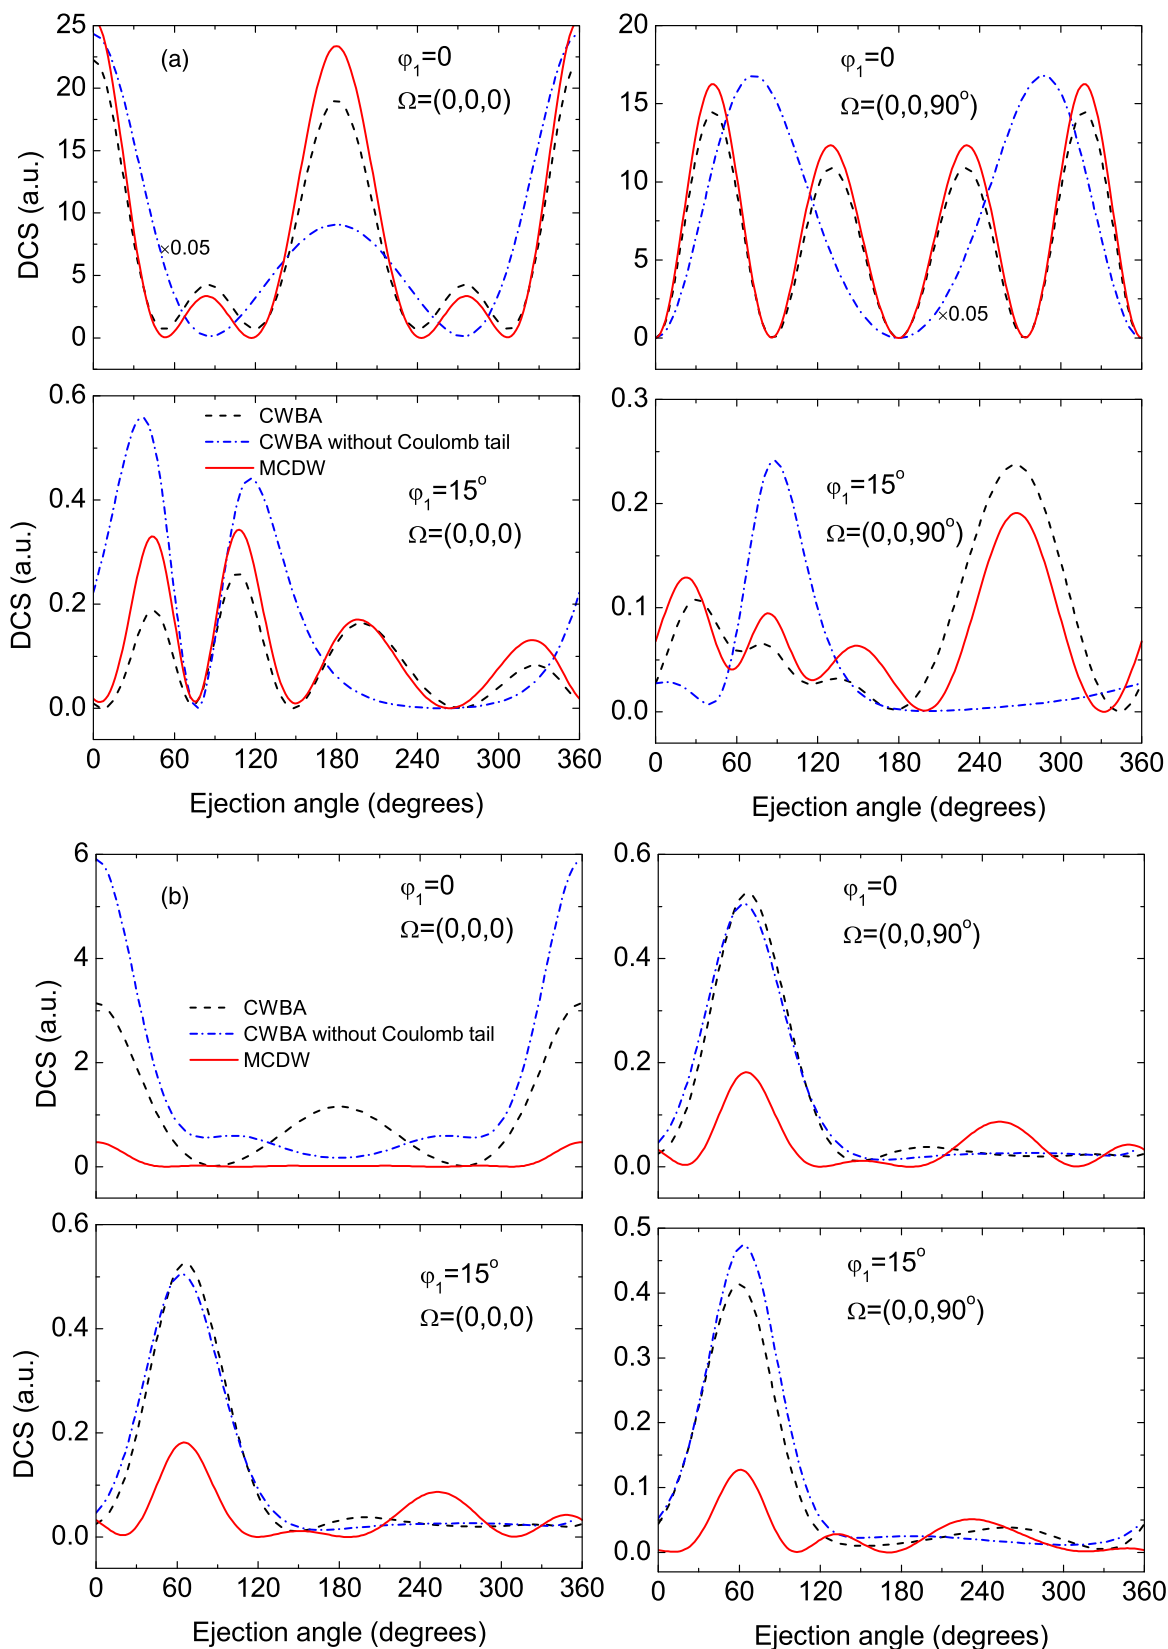 25
20
15
10
5
0
DCS (a.u.)
(a)
φ1=0
Ω=(0,0,0)
×0.05
20
15
10
5
0
φ1=0
Ω=(0,0,90°)
×0.05
0.6
0.4
0.2
0.0
DCS (a.u.)
CWBA
CWBA without Coulomb tail
MCDW
φ1=15°
Ω=(0,0,0)
0 60 120 180 240 300 360
Ejection angle (degrees)
0.3
0.2
0.1
0.0
φ1=15°
Ω=(0,0,90°)
0 60 120 180 240 300 360
Ejection angle (degrees)
6
4
2
0
DCS (a.u.)
(b)
φ1=0
Ω=(0,0,0)
CWBA
CWBA without Coulomb tail
MCDW
0.6
0.4
0.2
0.0
φ1=0
Ω=(0,0,90°)
0.6
0.4
0.2
0.0
DCS (a.u.)
φ1=15°
Ω=(0,0,0)
0 60 120 180 240 300 360
Ejection angle (degrees)
0.5
0.4
0.3
0.2
0.1
0.0
φ1=15°
Ω=(0,0,90°)
0 60 120 180 240 300 360
Ejection angle (degrees)